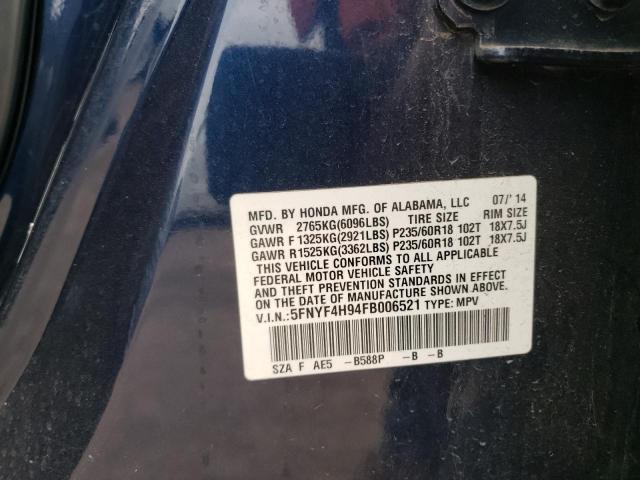 MFD. BY HONDA MFG. OF ALABAMA, LLC 07/'14
GVWR 2765KG(6096LBS) TIRE SIZE RIM SIZE
GAWR F 1325KG(2921LBS) P235/60R18 102T 18X7.5J
GAWR R1525KG(3362LBS) P235/60R18 102T 18X7.5J
THIS VEHICLE CONFORMS TO ALL APPLICABLE
FEDERAL MOTOR VEHICLE SAFETY
AND THEFT PREVENTION STANDARDS IN EFFECT ON
THE DATE OF MANUFACTURE SHOWN ABOVE.
V.I.N.:5FNYF4H94FB006521 TYPE: MPV
SZA F AE5 -B588P -B -B